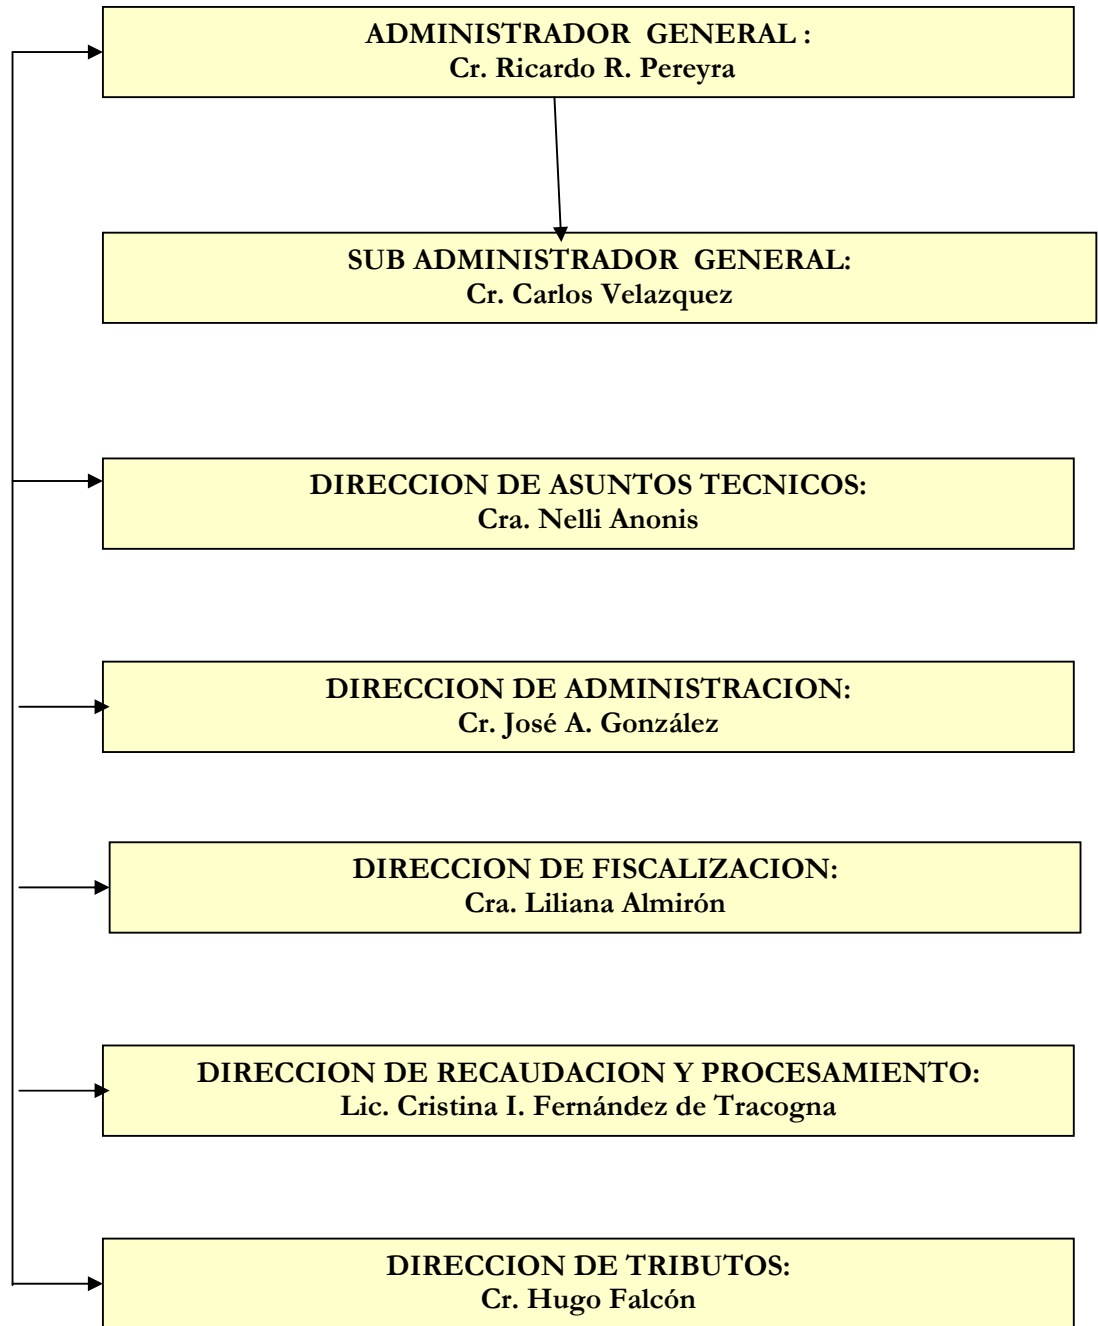 ADMINISTRADOR GENERAL :
Cr. Ricardo R. Pereyra
SUB ADMINISTRADOR GENERAL:
Cr. Carlos Velazquez
DIRECCION DE ASUNTOS TECNICOS:
Cra. Nelli Anonis
DIRECCION DE ADMINISTRACION:
Cr. José A. González
DIRECCION DE FISCALIZACION:
Cra. Liliana Almirón
DIRECCION DE RECAUDACION Y PROCESAMIENTO:
Lic. Cristina I. Fernández de Tracogna
DIRECCION DE TRIBUTOS:
Cr. Hugo Falcón